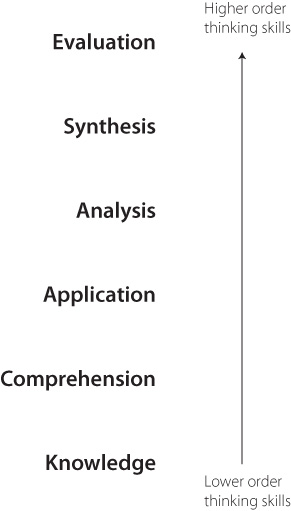 Higher order
thinking skills
Evaluation
Synthesis
Analysis
Application
Comprehension
Knowledge
Lower order
thinking skills